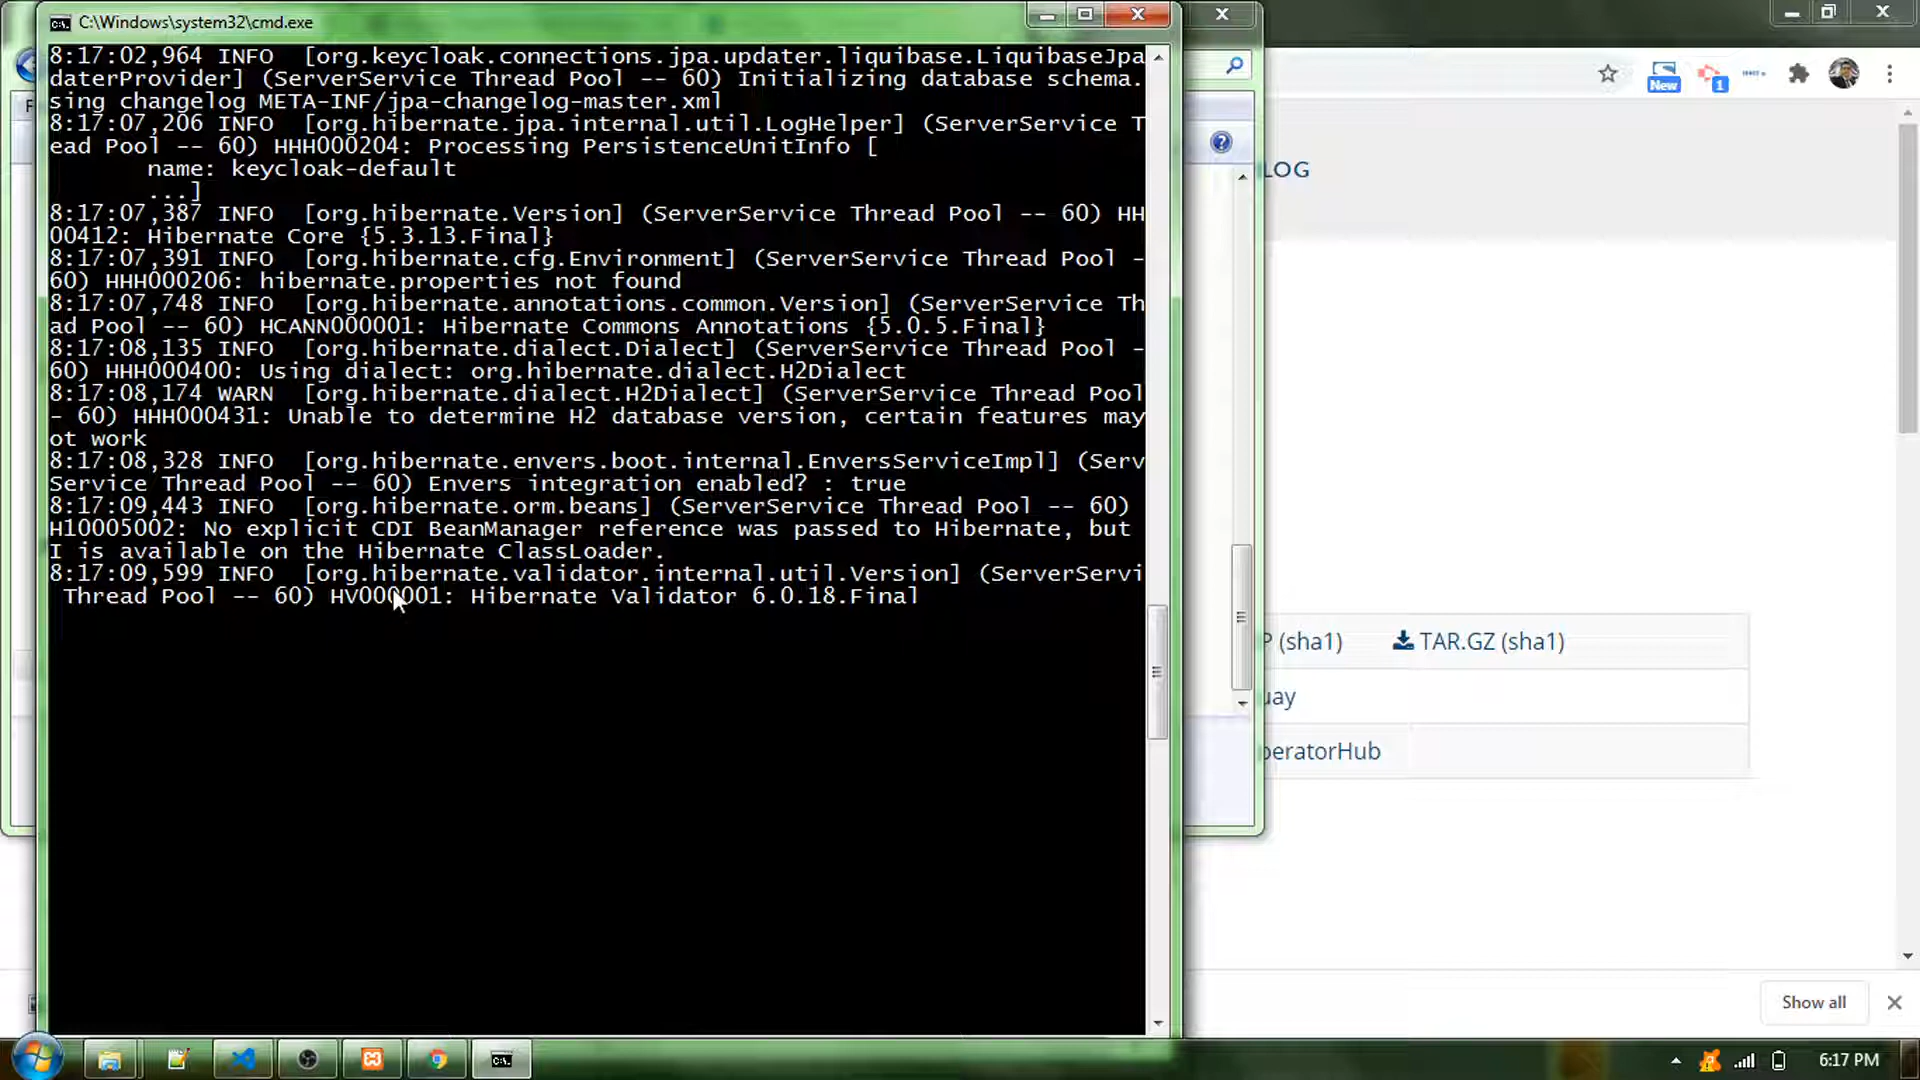 C:\Windows\system32\cmd.exe
8:17:02,964 INFO  [org.keycloak.connections.jpa.updater.liquibase.LiquibaseJpa
daterProvider] (ServerService Thread Pool -- 60) Initializing database schema.
sing changelog META-INF/jpa-changelog-master.xml
8:17:07,206 INFO  [org.hibernate.jpa.internal.util.LogHelper] (ServerService T
ead Pool -- 60) HHH000204: Processing PersistenceUnitInfo [
name: keycloak-default
...]
8:17:07,387 INFO  [org.hibernate.Version] (ServerService Thread Pool -- 60) HH
00412: Hibernate Core {5.3.13.Final}
8:17:07,391 INFO  [org.hibernate.cfg.Environment] (ServerService Thread Pool -
60) HHH000206: hibernate.properties not found
8:17:07,748 INFO  [org.hibernate.annotations.common.Version] (ServerService Th
ad Pool -- 60) HCANN000001: Hibernate Commons Annotations {5.0.5.Final}
8:17:08,135 INFO  [org.hibernate.dialect.Dialect] (ServerService Thread Pool -
60) HHH000400: Using dialect: org.hibernate.dialect.H2Dialect
8:17:08,174 WARN  [org.hibernate.dialect.H2Dialect] (ServerService Thread Pool
- 60) HHH000431: Unable to determine H2 database version, certain features may
ot work
8:17:08,328 INFO  [org.hibernate.envers.boot.internal.EnversServiceImpl] (Serv
Service Thread Pool -- 60) Envers integration enabled? : true
8:17:09,443 INFO  [org.hibernate.orm.beans] (ServerService Thread Pool -- 60)
H10005002: No explicit CDI BeanManager reference was passed to Hibernate, but
I is available on the Hibernate ClassLoader.
8:17:09,599 INFO  [org.hibernate.validator.internal.util.Version] (ServerServi
Thread Pool -- 60) HV000001: Hibernate Validator 6.0.18.Final
New
1
LOG
P (sha1)
TAR.GZ (sha1)
uay
peratorHub
Show all
6:17 PM